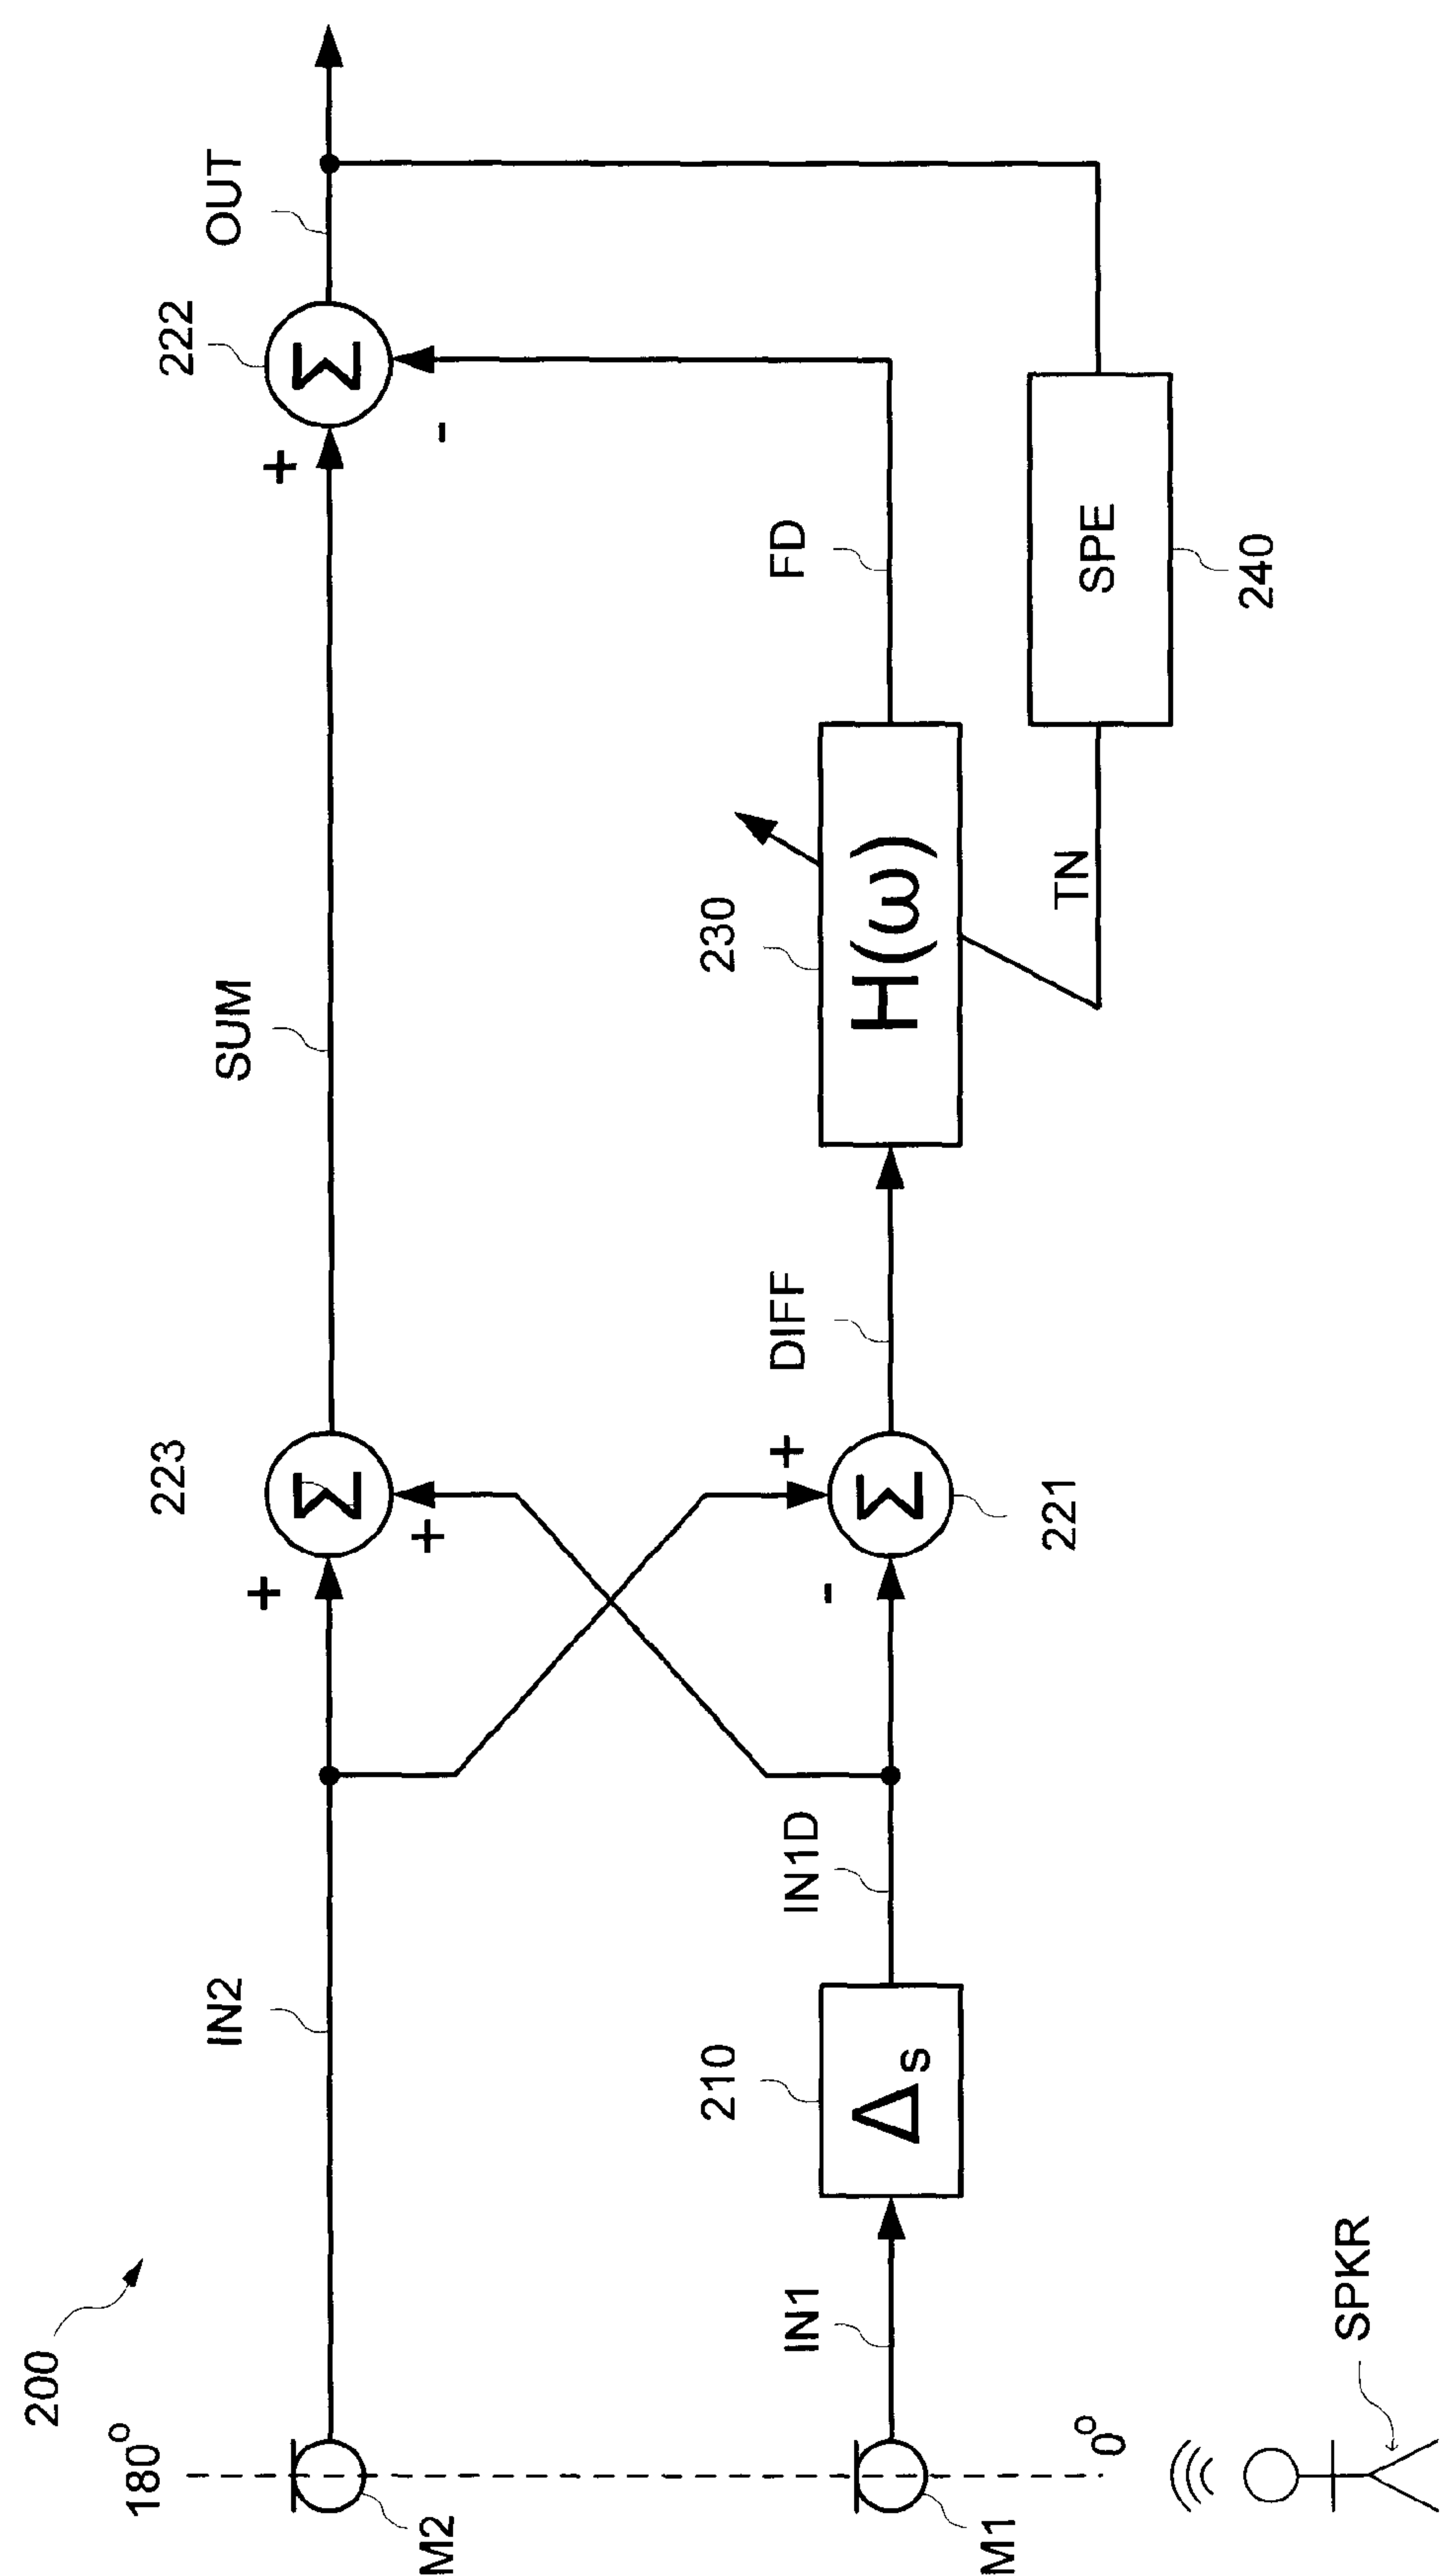 200
180°
M2
IN2
+
+
223
Σ
SUM
+
-
222
Σ
OUT
M1
IN1
210
Δs
IN1D
-
+
221
Σ
DIFF
230
H(ω)
FD
TN
SPE
240
0°
SPKR